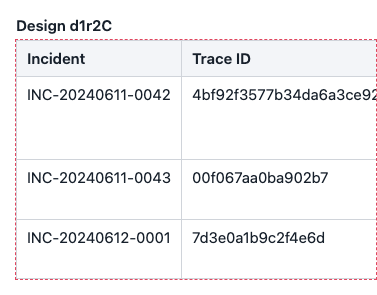 Design d1r2C
Incident Trace ID
INC-20240611-0042 4bf92f3577b34da6a3ce92
INC-20240611-0043 00f067aa0ba902b7
INC-20240612-0001 7d3e0a1b9c2f4e6d